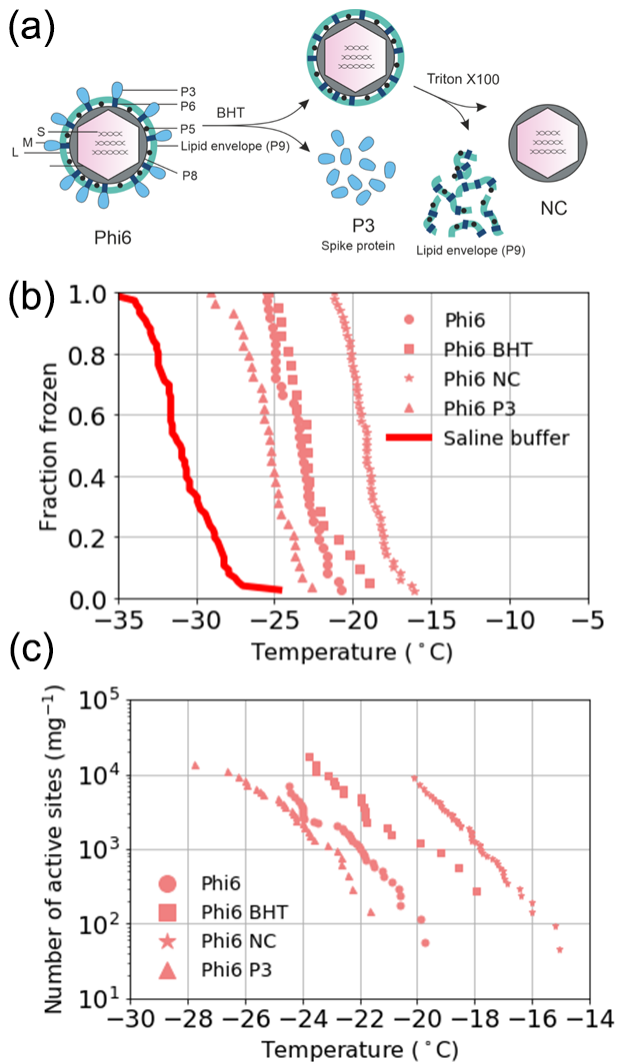 (a)
P3
P6
BHT
Triton X100
S
P5
M
Lipid envelope (P9)
L
P8
Phi6
P3
Spike protein
Lipid envelope (P9)
NC
(b)
1.0
0.8
0.6
0.4
0.2
0.0
Fraction frozen
Phi6
Phi6 BHT
Phi6 NC
Phi6 P3
Saline buffer
−35
−30
−25
−20
−15
−10
−5
Temperature (°C)
(c)
10⁵
10⁴
10³
10²
10¹
Number of active sites (mg⁻¹)
Phi6
Phi6 BHT
Phi6 NC
Phi6 P3
−30
−28
−26
−24
−22
−20
−18
−16
−14
Temperature (°C)